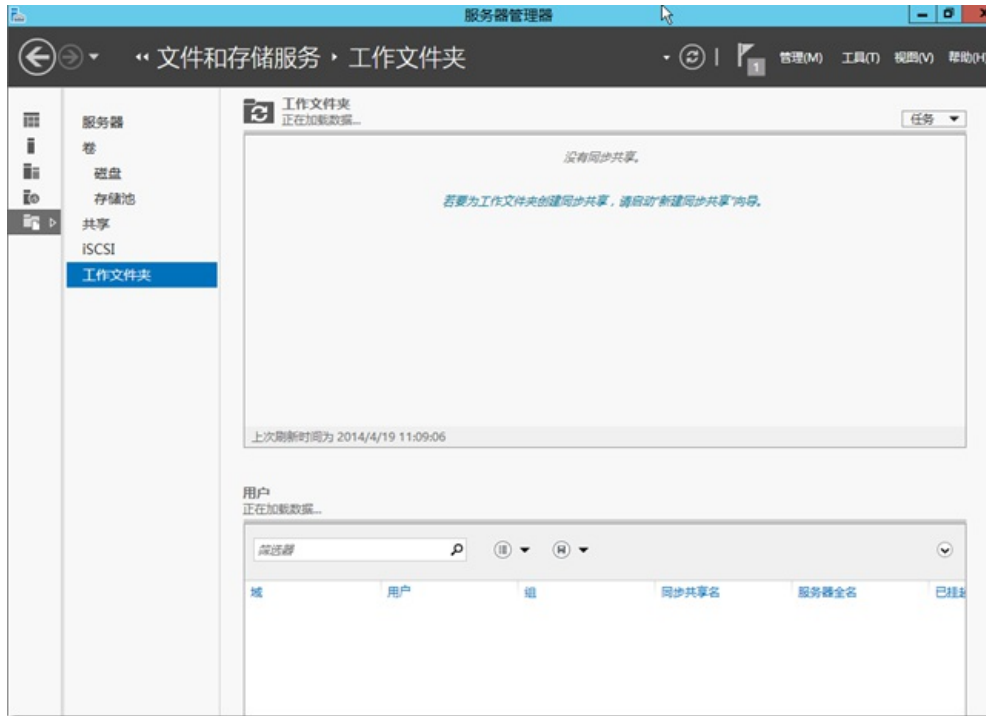 服务器管理器
文件和存储服务 工作文件夹
1 管理(M) 工具(T) 视图(V) 帮助(H
服务器
卷
磁盘
存储池
共享
iSCSI
工作文件夹
工作文件夹
正在加载数据...
任务
没有同步共享。
若要为工作文件夹创建同步共享，请启动"新建同步共享"向导。
上次刷新时间为 2014/4/19 11:09:06
用户
正在加载数据...
筛选器
域 用户 组 同步共享名 服务器全名 已挂起